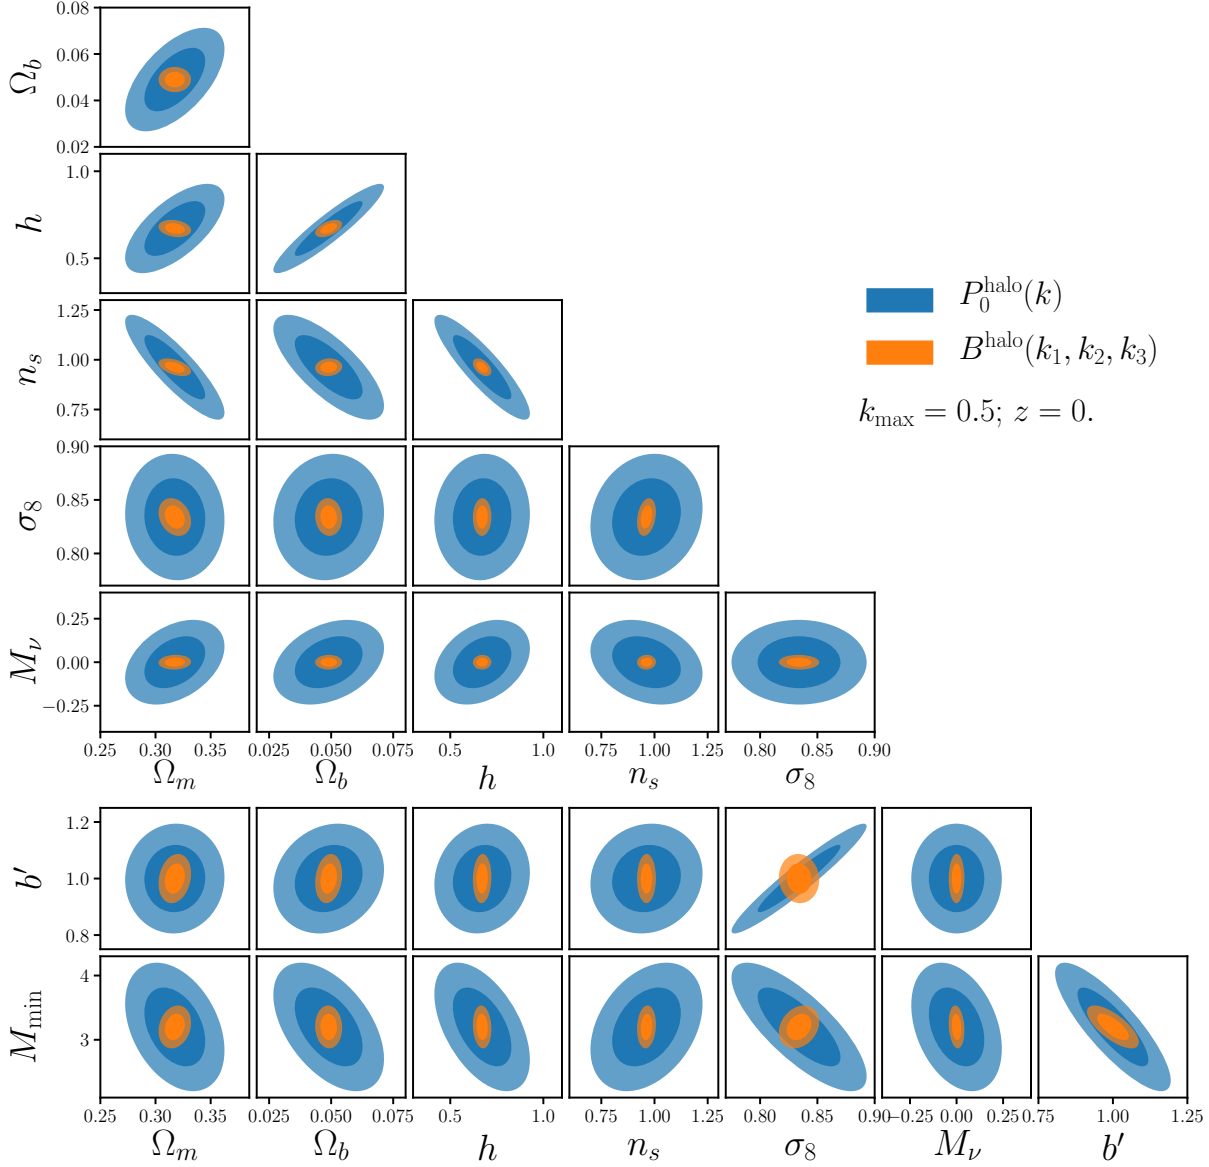 0.08
0.06
0.04
0.02
Ω_b
1.0
0.5
h
P_0^halo(k)
B^halo(k_1, k_2, k_3)
k_max = 0.5; z = 0.
1.25
1.00
0.75
n_s
0.90
0.85
0.80
σ_8
0.25
0.00
−0.25
M_ν
0.25 0.30 0.35 0.025 0.050 0.075 0.5 1.0 0.75 1.00 1.25 0.80 0.85 0.90
Ω_m Ω_b h n_s σ_8
1.2
1.0
0.8
b′
4
3
M_min
0.25 0.30 0.35 0.025 0.050 0.075 0.5 1.0 0.75 1.00 1.25 0.80 0.85 0.90 −0.25 0.00 0.75 1.00 1.25
Ω_m Ω_b h n_s σ_8 M_ν b′